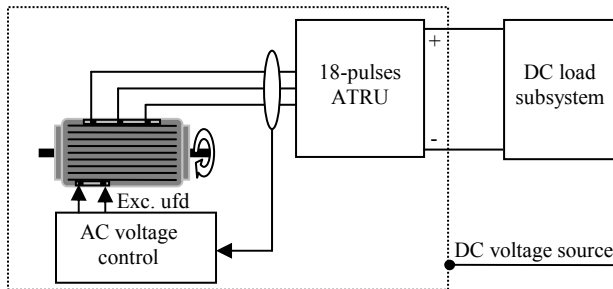 18-pulses
ATRU
+
-
DC load
subsystem
Exc. ufd
AC voltage
control
DC voltage source